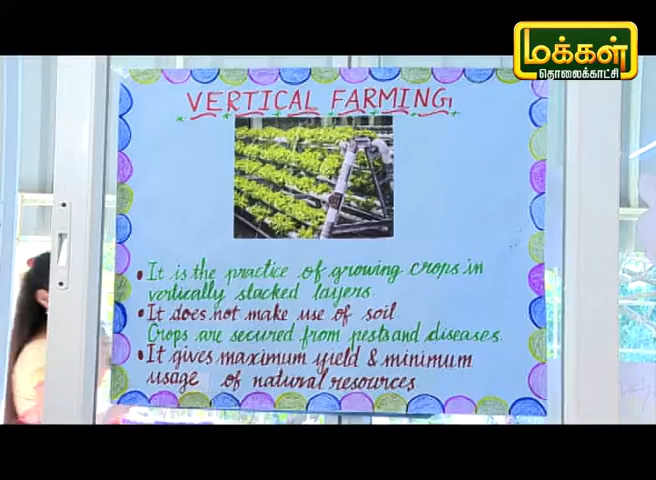 மக்கள்
தொலைக்காட்சி
VERTICAL FARMING
It is the practice of growing crops in
vertically stacked layers.
It does not make use of soil.
Crops are secured from pests and diseases.
It gives maximum yield & minimum
usage of natural resources.